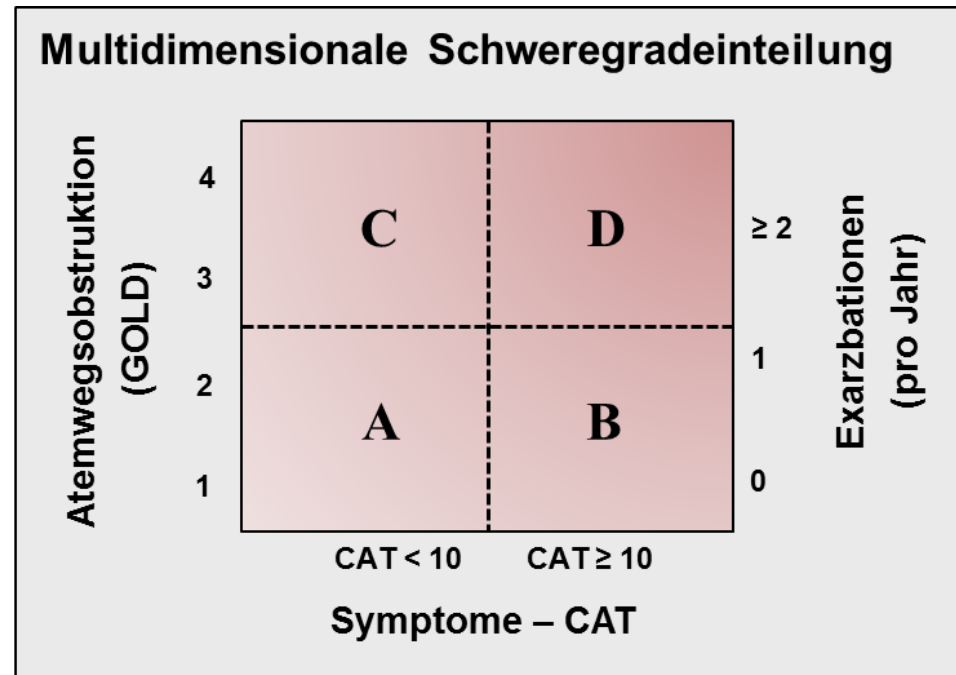 Multidimensionale Schweregradeinteilung
Atemwegsobstruktion
(GOLD)
4
3
2
1
C
D
A
B
≥ 2
1
0
Exarzbationen
(pro Jahr)
CAT < 10
CAT ≥ 10
Symptome – CAT